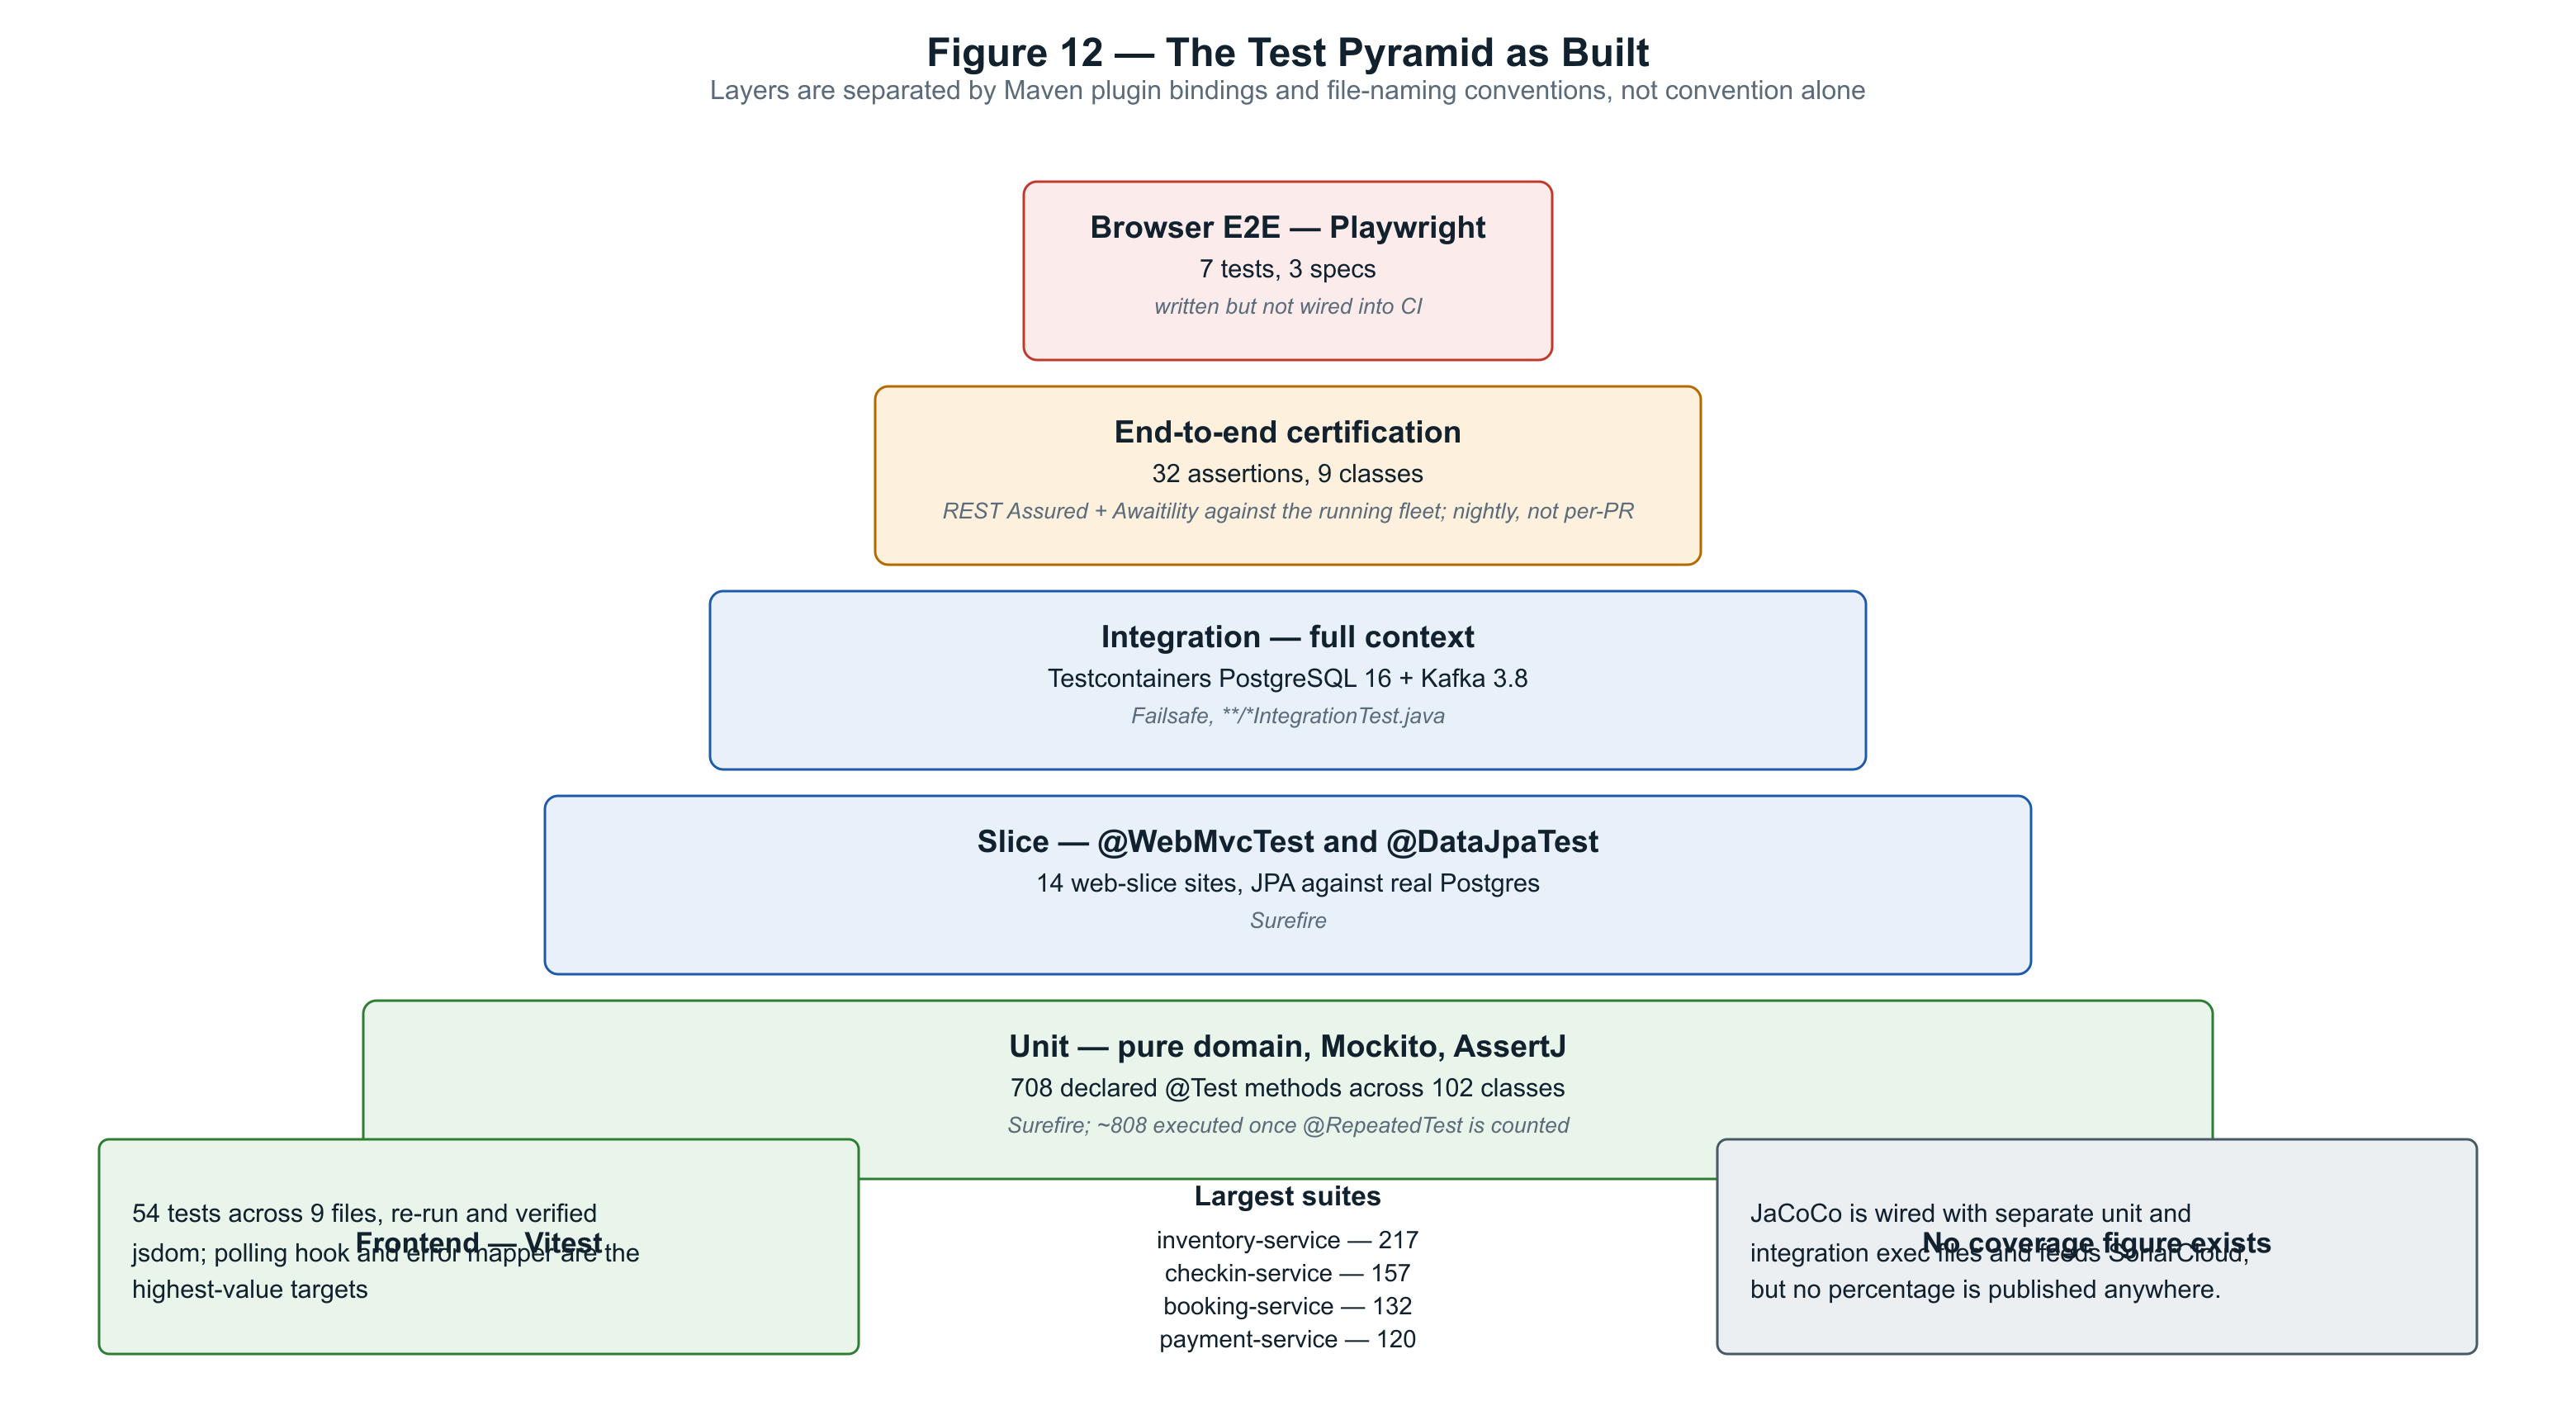 Figure 12 — The Test Pyramid as Built
Layers are separated by Maven plugin bindings and file-naming conventions, not convention alone
Browser E2E — Playwright
7 tests, 3 specs
written but not wired into CI
End-to-end certification
32 assertions, 9 classes
REST Assured + Awaitility against the running fleet; nightly, not per-PR
Integration — full context
Testcontainers PostgreSQL 16 + Kafka 3.8
Failsafe, **/*IntegrationTest.java
Slice — @WebMvcTest and @DataJpaTest
14 web-slice sites, JPA against real Postgres
Surefire
Unit — pure domain, Mockito, AssertJ
708 declared @Test methods across 102 classes
Surefire; ~808 executed once @RepeatedTest is counted
54 tests across 9 files, re-run and verified
Frontend — Vitest
jsdom; polling hook and error mapper are the
highest-value targets
Largest suites
inventory-service — 217
checkin-service — 157
booking-service — 132
payment-service — 120
JaCoCo is wired with separate unit and
No coverage figure exists
integration exec files and feeds SonarCloud,
but no percentage is published anywhere.